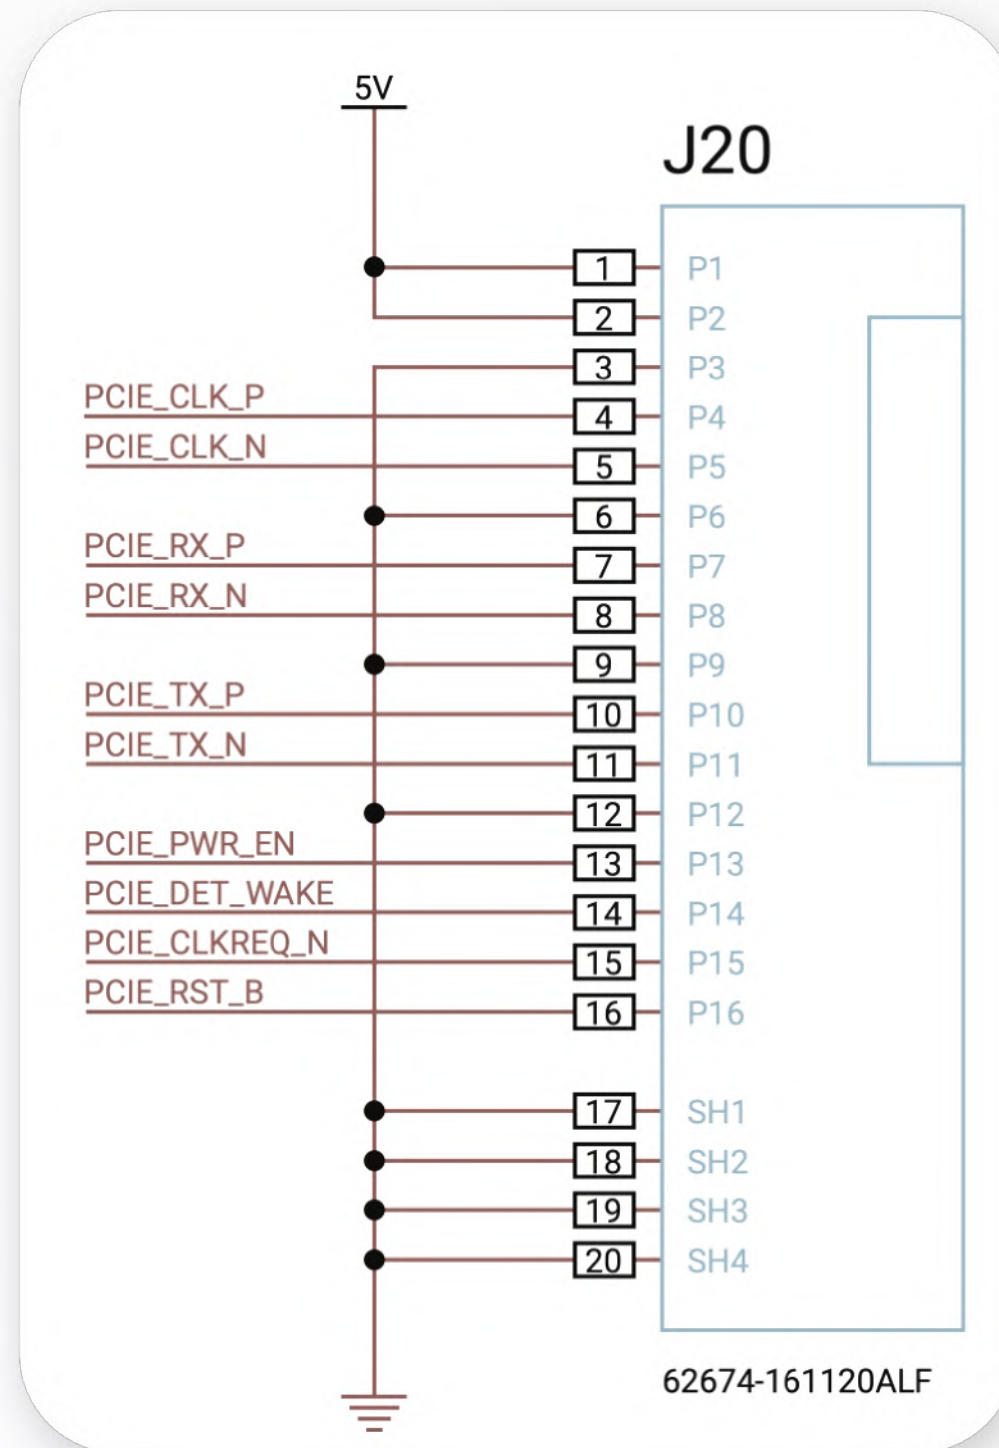 5V
J20
1 P1
2 P2
3 P3
PCIE_CLK_P
4 P4
PCIE_CLK_N
5 P5
6 P6
PCIE_RX_P
7 P7
PCIE_RX_N
8 P8
9 P9
PCIE_TX_P
10 P10
PCIE_TX_N
11 P11
12 P12
PCIE_PWR_EN
13 P13
PCIE_DET_WAKE
14 P14
PCIE_CLKREQ_N
15 P15
PCIE_RST_B
16 P16
17 SH1
18 SH2
19 SH3
20 SH4
62674-161120ALF